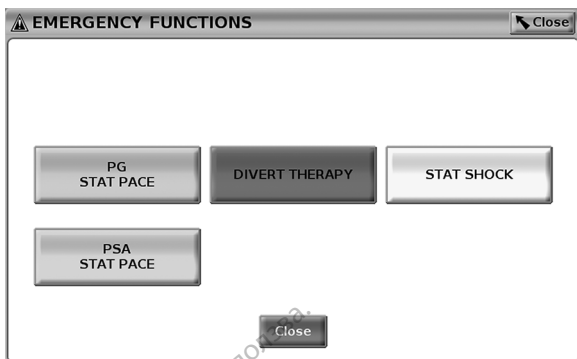 EMERGENCY FUNCTIONS
Close
PG
STAT PACE
DIVERT THERAPY
STAT SHOCK
PSA
STAT PACE
Close